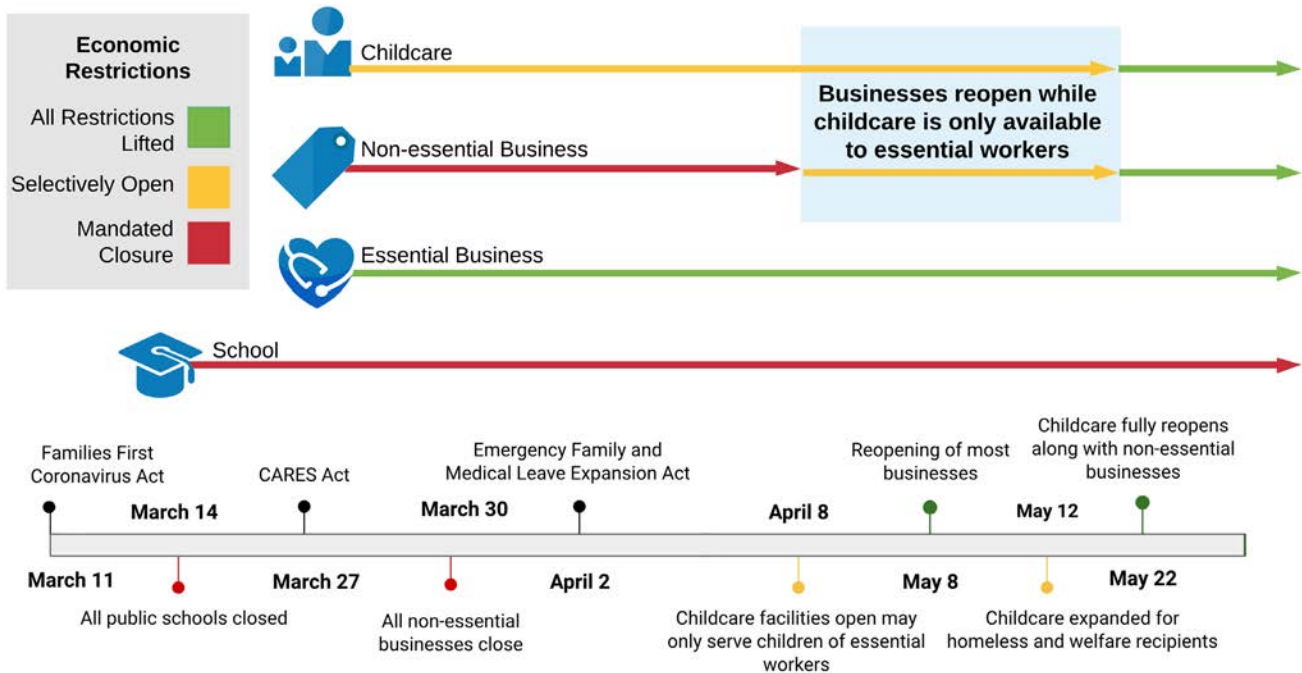 Economic
Restrictions
All Restrictions
Lifted
Selectively Open
Mandated
Closure
Childcare
Businesses reopen while
childcare is only available
to essential workers
Non-essential Business
Essential Business
School
Families First
Coronavirus Act
March 14
CARES Act
March 30
Emergency Family and
Medical Leave Expansion Act
April 8
Reopening of most
businesses
May 12
Childcare fully reopens
along with non-essential
businesses
March 11
All public schools closed
March 27
All non-essential
businesses close
April 2
Childcare facilities open may
only serve children of essential
workers
May 8
Childcare expanded for
homeless and welfare recipients
May 22